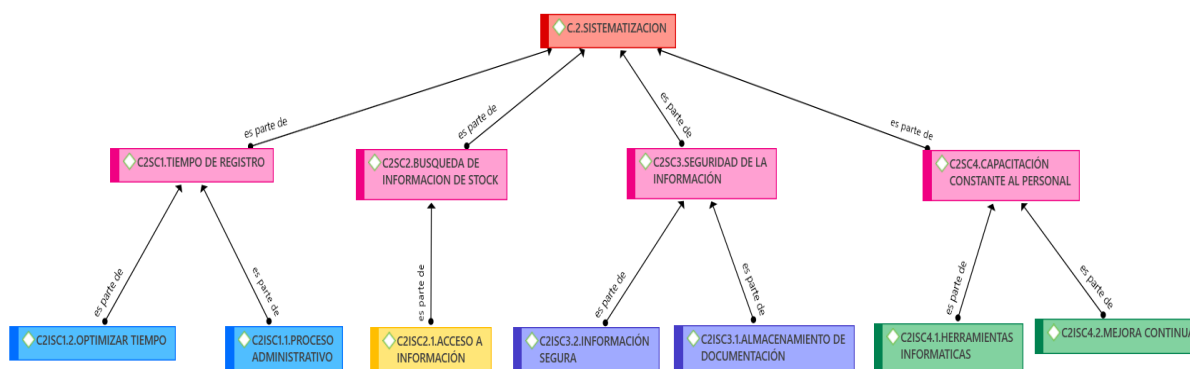 C.2.SISTEMATIZACION
es parte de
es parte de
es parte de
es parte de
C2SC1.TIEMPO DE REGISTRO
C2SC2.BUSQUEDA DE
INFORMACION DE STOCK
C2SC3.SEGURIDAD DE LA
INFORMACIÓN
C2SC4.CAPACITACIÓN
CONSTANTE AL PERSONAL
es parte de
es parte de
es parte de
es parte de
es parte de
es parte de
es parte de
C2ISC1.2.OPTIMIZAR TIEMPO
C2ISC1.1.PROCESO
ADMINISTRATIVO
C2ISC2.1.ACCESO A
INFORMACIÓN
C2ISC3.2.INFORMACIÓN
SEGURA
C2ISC3.1.ALMACENAMIENTO DE
DOCUMENTACIÓN
C2ISC4.1.HERRAMIENTAS
INFORMATICAS
C2ISC4.2.MEJORA CONTINUA